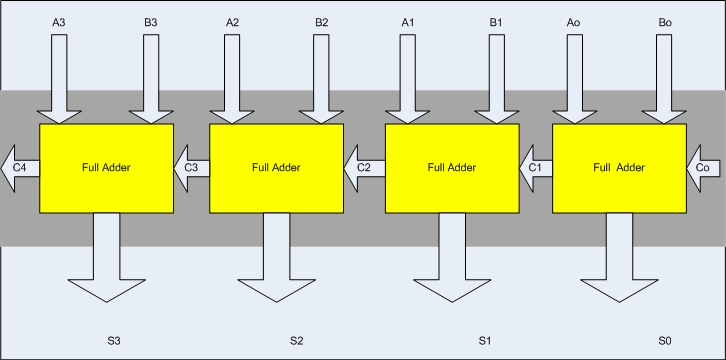 A3 B3 A2 B2 A1 B1 Ao Bo
C4 Full Adder C3 Full Adder C2 Full Adder C1 Full Adder Co
S3 S2 S1 S0